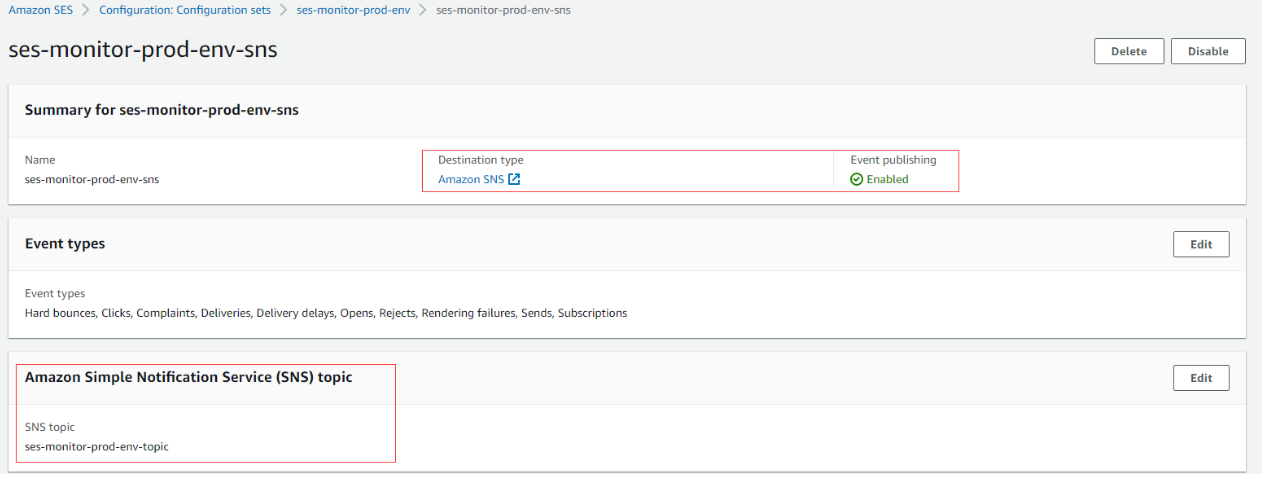 Amazon SES > Configuration: Configuration sets > ses-monitor-prod-env > ses-monitor-prod-env-sns
ses-monitor-prod-env-sns
Delete
Disable
Summary for ses-monitor-prod-env-sns
Name
ses-monitor-prod-env-sns
Destination type
Amazon SNS
Event publishing
Enabled
Event types
Edit
Event types
Hard bounces, Clicks, Complaints, Deliveries, Delivery delays, Opens, Rejects, Rendering failures, Sends, Subscriptions
Amazon Simple Notification Service (SNS) topic
Edit
SNS topic
ses-monitor-prod-env-topic